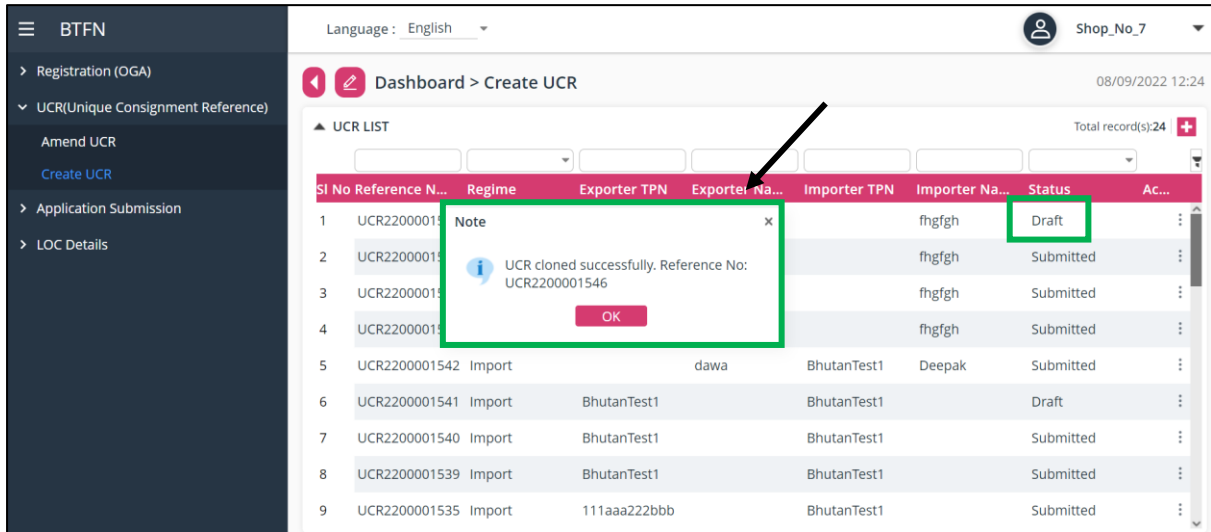 BTFN
Language : English
Shop_No_7
Registration (OGA)
UCR(Unique Consignment Reference)
Amend UCR
Create UCR
Application Submission
LOC Details
Dashboard > Create UCR
08/09/2022 12:24
UCR LIST
Total record(s):24
SI No Reference N... Regime Exporter TPN Exporter Na... Importer TPN Importer Na... Status Ac...
1 UCR22000015 fhgfgh Draft
2 UCR22000015 fhgfgh Submitted
3 UCR22000015 fhgfgh Submitted
4 UCR22000015 fhgfgh Submitted
Note
UCR cloned successfully. Reference No:
UCR2200001546
OK
5 UCR2200001542 Import dawa BhutanTest1 Deepak Submitted
6 UCR2200001541 Import BhutanTest1 BhutanTest1 Draft
7 UCR2200001540 Import BhutanTest1 BhutanTest1 Submitted
8 UCR2200001539 Import BhutanTest1 BhutanTest1 Submitted
9 UCR2200001535 Import 111aaa222bbb BhutanTest1 Submitted